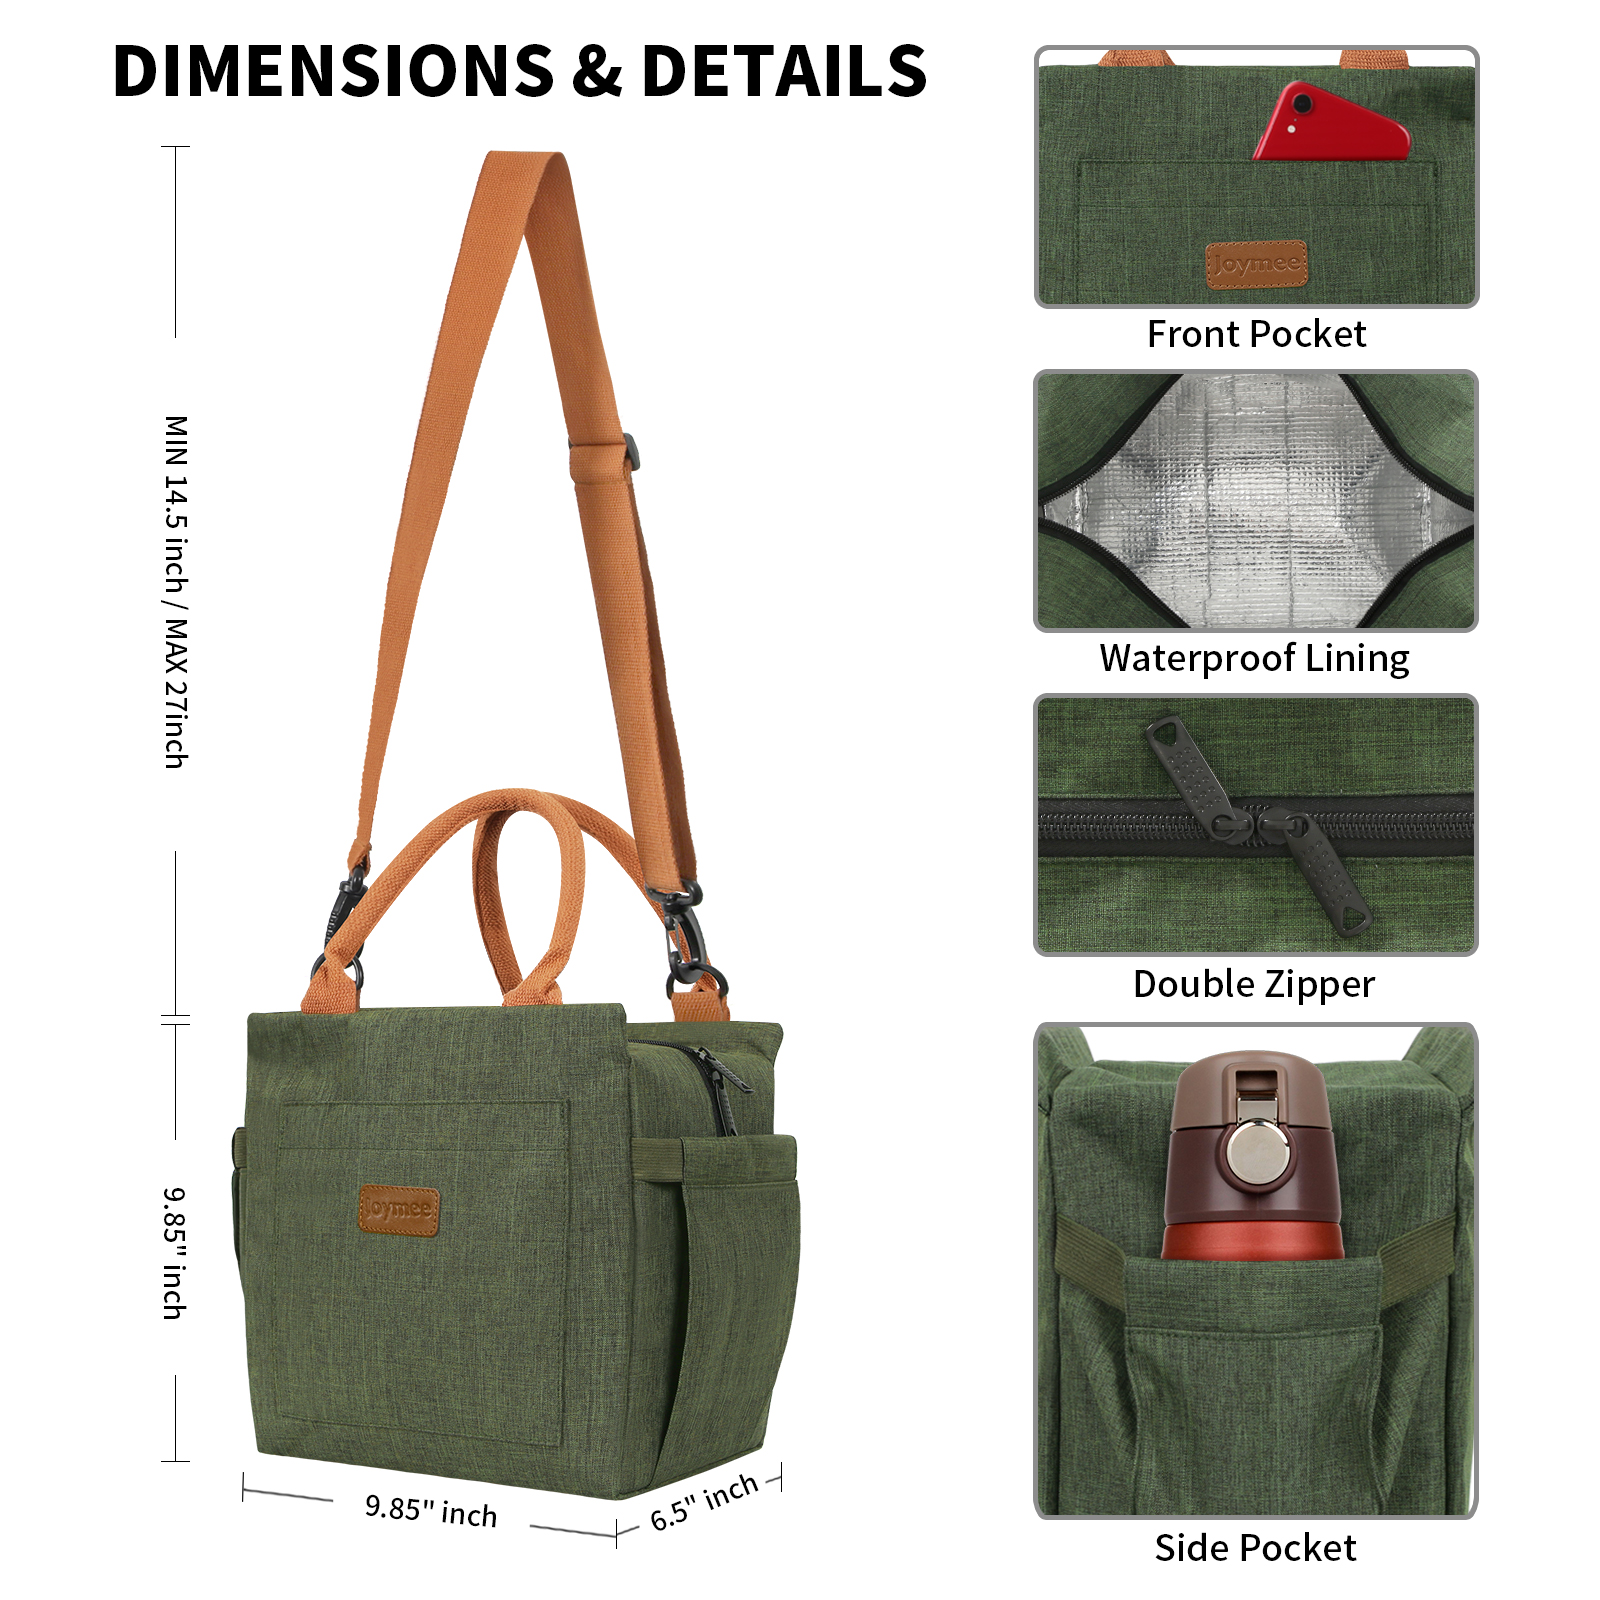 DIMENSIONS & DETAILS
MIN 14.5 inch / MAX 27inch
9.85" inch
9.85" inch
6.5" inch
Joymee
Joymee
Front Pocket
Waterproof Lining
Double Zipper
Side Pocket